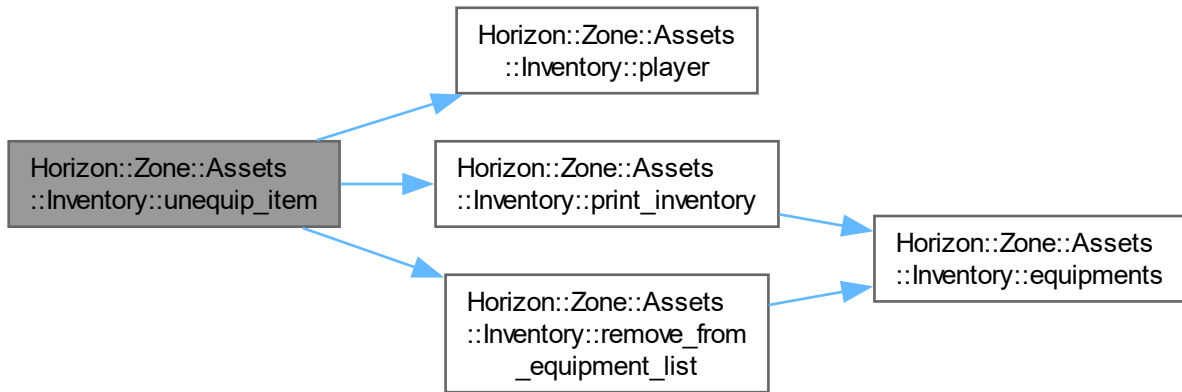 Horizon::Zone::Assets
::Inventory::player
Horizon::Zone::Assets
::Inventory::unequip_item
Horizon::Zone::Assets
::Inventory::print_inventory
Horizon::Zone::Assets
::Inventory::equipments
Horizon::Zone::Assets
::Inventory::remove_from
_equipment_list